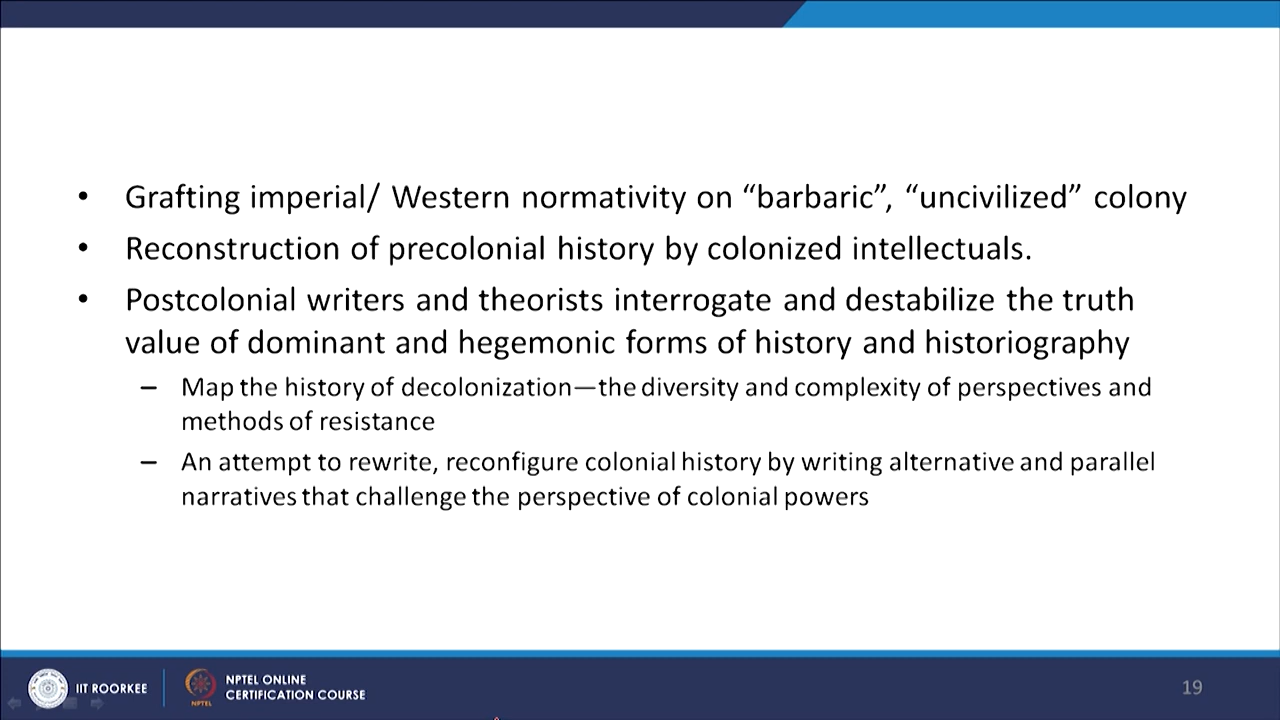 • Grafting imperial/ Western normativity on “barbaric”, “uncivilized” colony
• Reconstruction of precolonial history by colonized intellectuals.
• Postcolonial writers and theorists interrogate and destabilize the truth
value of dominant and hegemonic forms of history and historiography
– Map the history of decolonization—the diversity and complexity of perspectives and
methods of resistance
– An attempt to rewrite, reconfigure colonial history by writing alternative and parallel
narratives that challenge the perspective of colonial powers
IIT ROORKEE
NPTEL
NPTEL ONLINE
CERTIFICATION COURSE
19